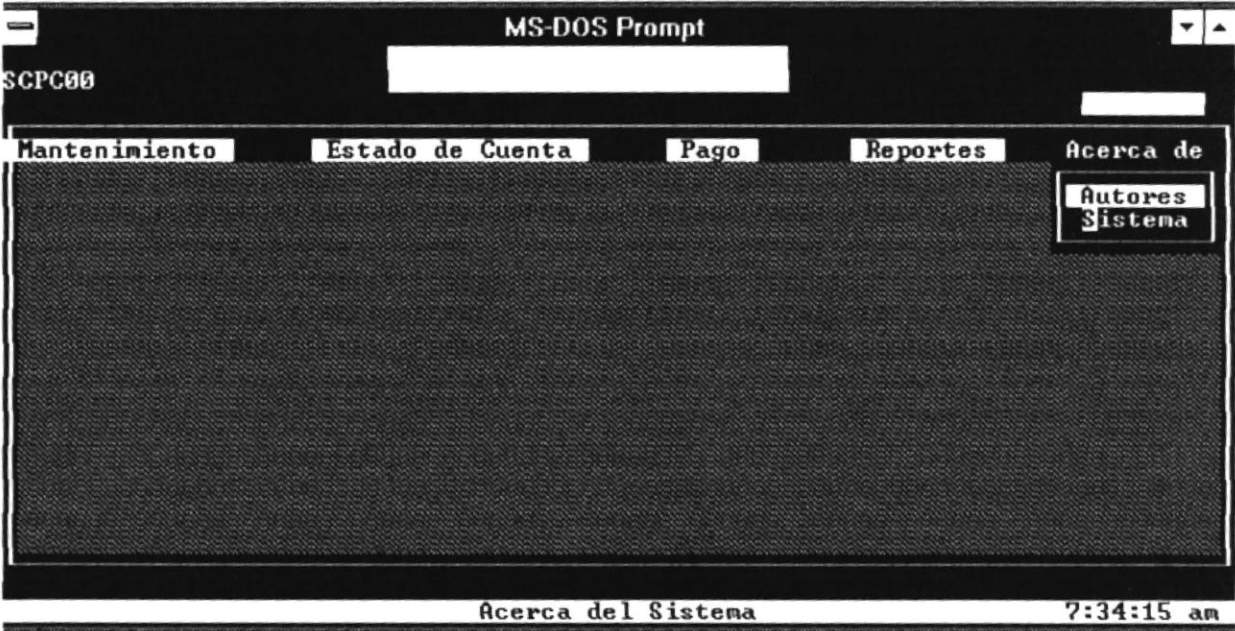 MS-DOS Prompt
SCPC00
Mantenimiento Estado de Cuenta Pago Reportes Acerca de
Autores
Sistema
Acerca del Sistema 7:34:15 am